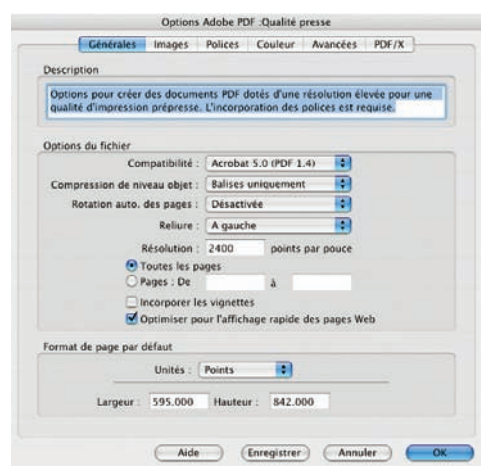 Options Adobe PDF :Qualité presse
Générales Images Polices Couleur Avancées PDF/X
Description
Options pour créer des documents PDF dotés d'une résolution élevée pour une
qualité d'impression prépresse. L'incorporation des polices est requise.
Options du fichier
Compatibilité : Acrobat 5.0 (PDF 1.4)
Compression de niveau objet : Balises uniquement
Rotation auto. des pages : Désactivée
Reliure : A gauche
Résolution : 2400 points par pouce
Toutes les pages
Pages : De à
Incorporer les vignettes
Optimiser pour l'affichage rapide des pages Web
Format de page par défaut
Unités : Points
Largeur : 595.000 Hauteur : 842.000
Aide Enregistrer Annuler OK